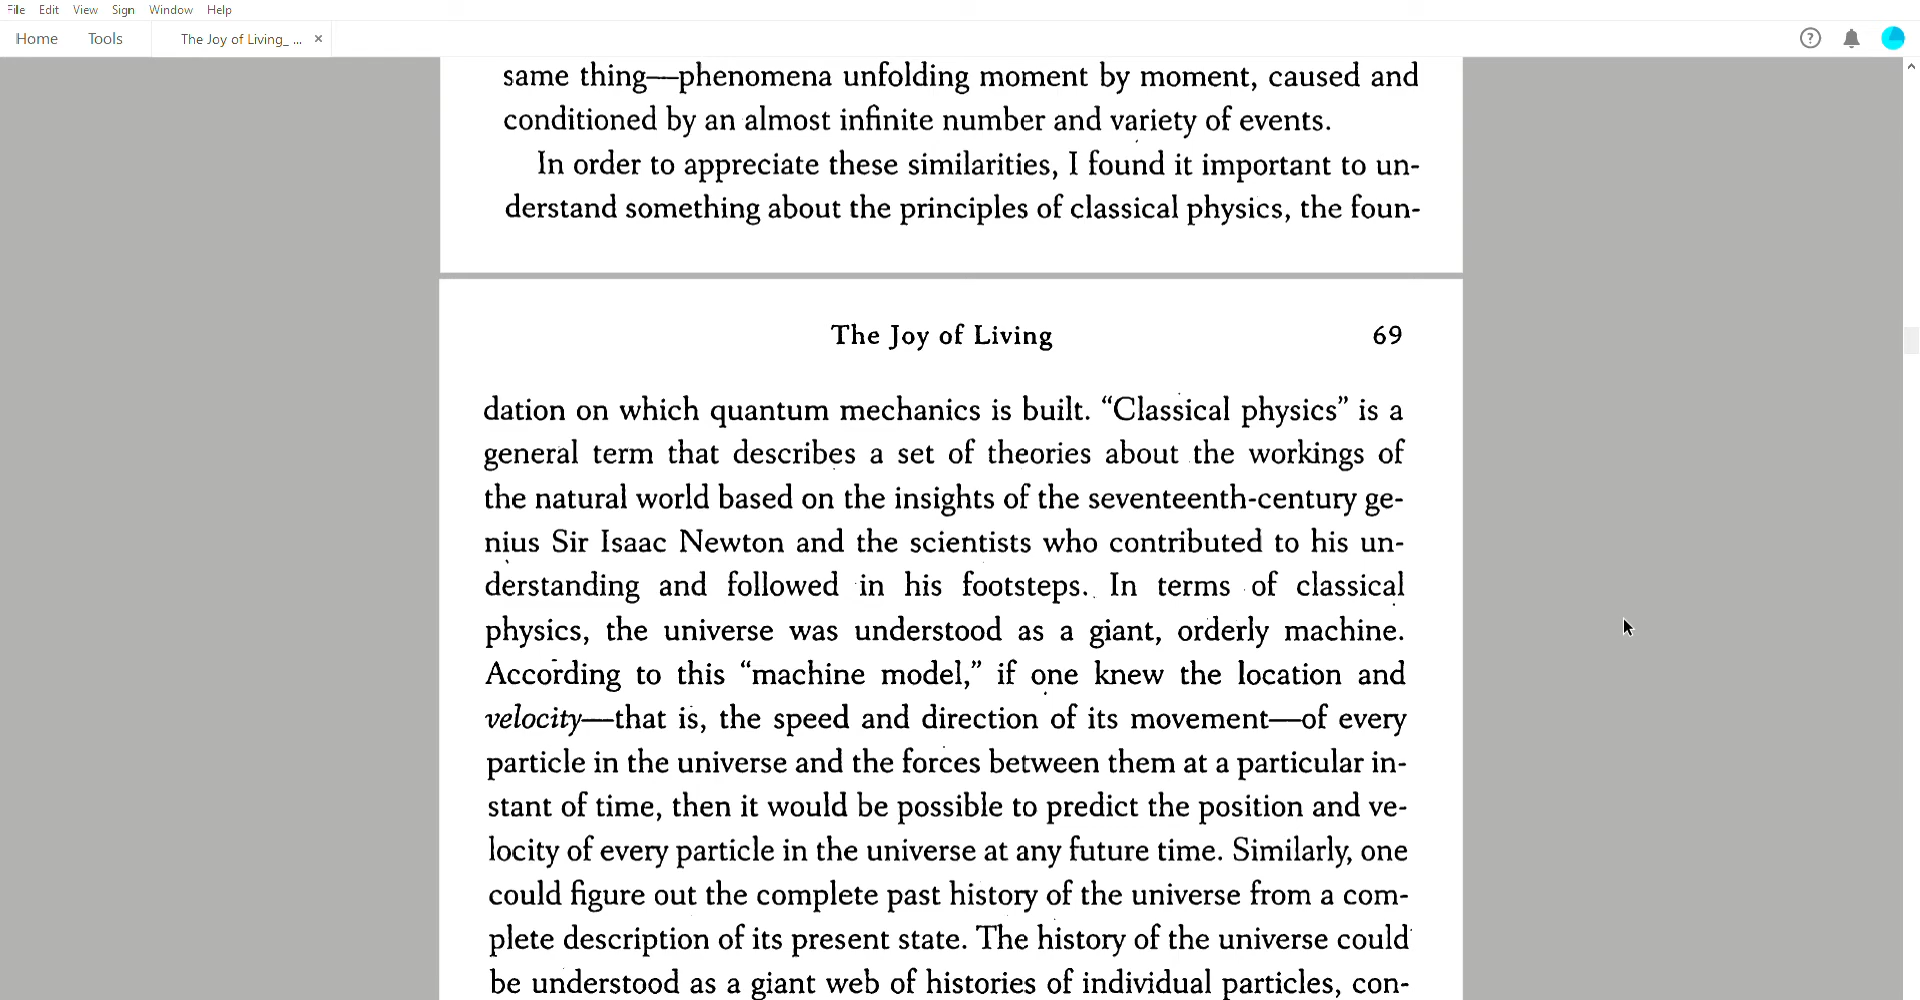 File Edit View Sign Window Help
Home Tools The Joy of Living_ ... ×
same thing—phenomena unfolding moment by moment, caused and
conditioned by an almost infinite number and variety of events.
In order to appreciate these similarities, I found it important to un-
derstand something about the principles of classical physics, the foun-
The Joy of Living 69
dation on which quantum mechanics is built. “Classical physics” is a
general term that describes a set of theories about the workings of
the natural world based on the insights of the seventeenth-century ge-
nius Sir Isaac Newton and the scientists who contributed to his un-
derstanding and followed in his footsteps. In terms of classical
physics, the universe was understood as a giant, orderly machine.
According to this “machine model,” if one knew the location and
velocity—that is, the speed and direction of its movement—of every
particle in the universe and the forces between them at a particular in-
stant of time, then it would be possible to predict the position and ve-
locity of every particle in the universe at any future time. Similarly, one
could figure out the complete past history of the universe from a com-
plete description of its present state. The history of the universe could
be understood as a giant web of histories of individual particles, con-